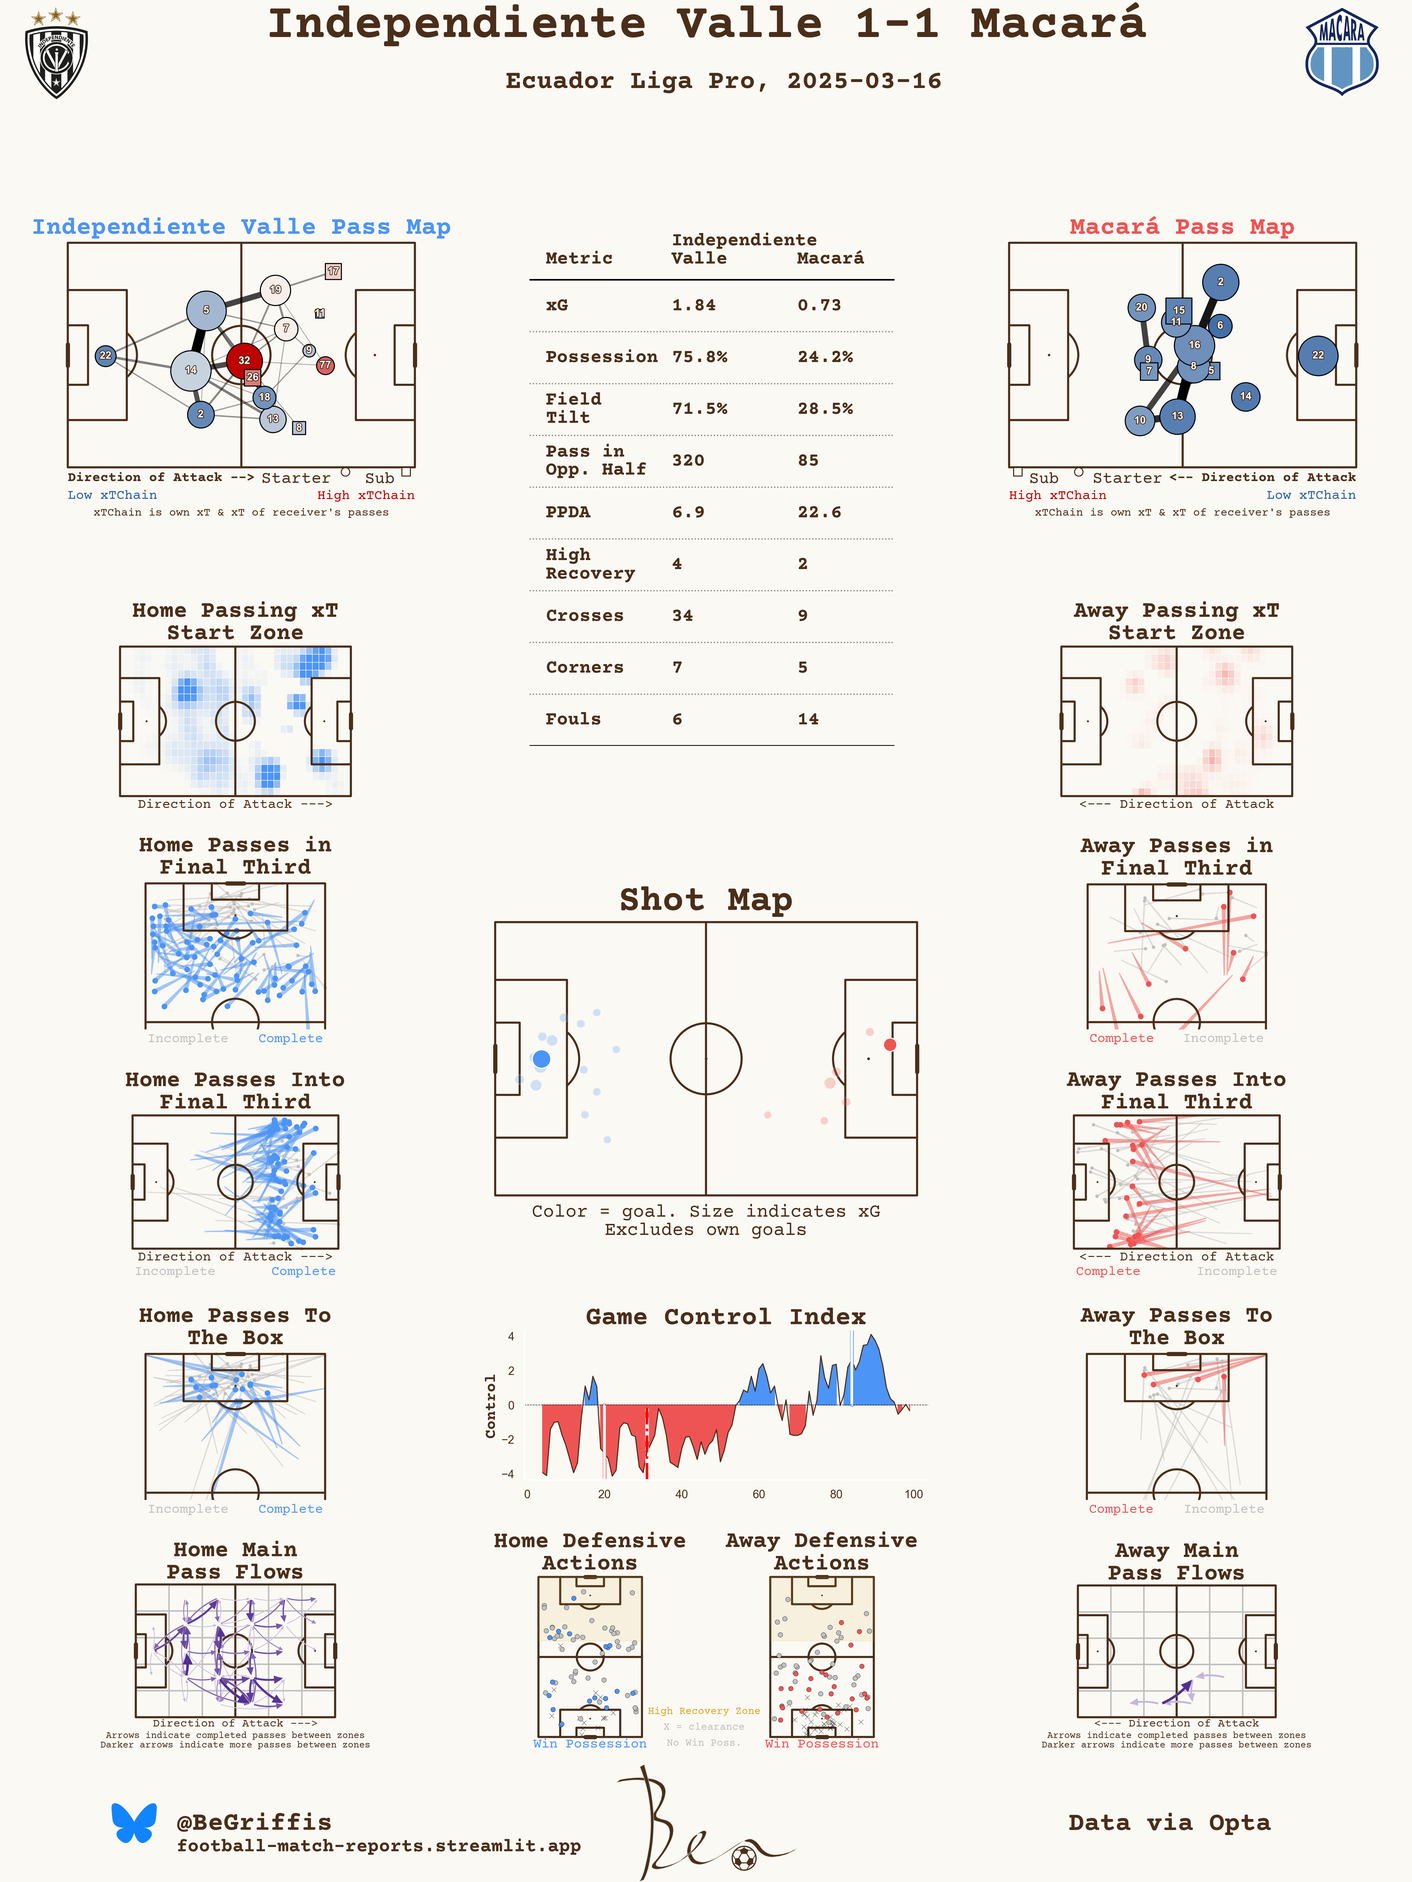 Independiente Valle 1-1 Macará
Ecuador Liga Pro, 2025-03-16
INDEPENDIENTE
MACARA
Independiente Valle Pass Map
17
19
5
11
7
22
9
32
14
77
26
18
2
13
8
Direction of Attack --> Starter Sub
Low xTChain High xTChain
xTChain is own xT & xT of receiver's passes
Metric Independiente Valle Macará
xG 1.84 0.73
Possession 75.8% 24.2%
Field Tilt 71.5% 28.5%
Pass in Opp. Half 320 85
PPDA 6.9 22.6
High Recovery 4 2
Crosses 34 9
Corners 7 5
Fouls 6 14
Macará Pass Map
2
20
15
11
6
16
22
9
8
7
5
14
10
13
Sub Starter <-- Direction of Attack
High xTChain Low xTChain
xTChain is own xT & xT of receiver's passes
Home Passing xT
Start Zone
Direction of Attack --->
Away Passing xT
Start Zone
<--- Direction of Attack
Home Passes in
Final Third
Incomplete Complete
Away Passes in
Final Third
Complete Incomplete
Shot Map
Color = goal. Size indicates xG
Excludes own goals
Home Passes Into
Final Third
Direction of Attack --->
Incomplete Complete
Away Passes Into
Final Third
<--- Direction of Attack
Complete Incomplete
Home Passes To
The Box
Incomplete Complete
Game Control Index
Control
4
2
0
−2
−4
0 20 40 60 80 100
Away Passes To
The Box
Complete Incomplete
Home Main
Pass Flows
Direction of Attack --->
Arrows indicate completed passes between zones
Darker arrows indicate more passes between zones
Home Defensive
Actions
Win Possession
High Recovery Zone
X = clearance
No Win Poss.
Away Defensive
Actions
Win Possession
Away Main
Pass Flows
<--- Direction of Attack
Arrows indicate completed passes between zones
Darker arrows indicate more passes between zones
@BeGriffis
football-match-reports.streamlit.app
Ben
Data via Opta